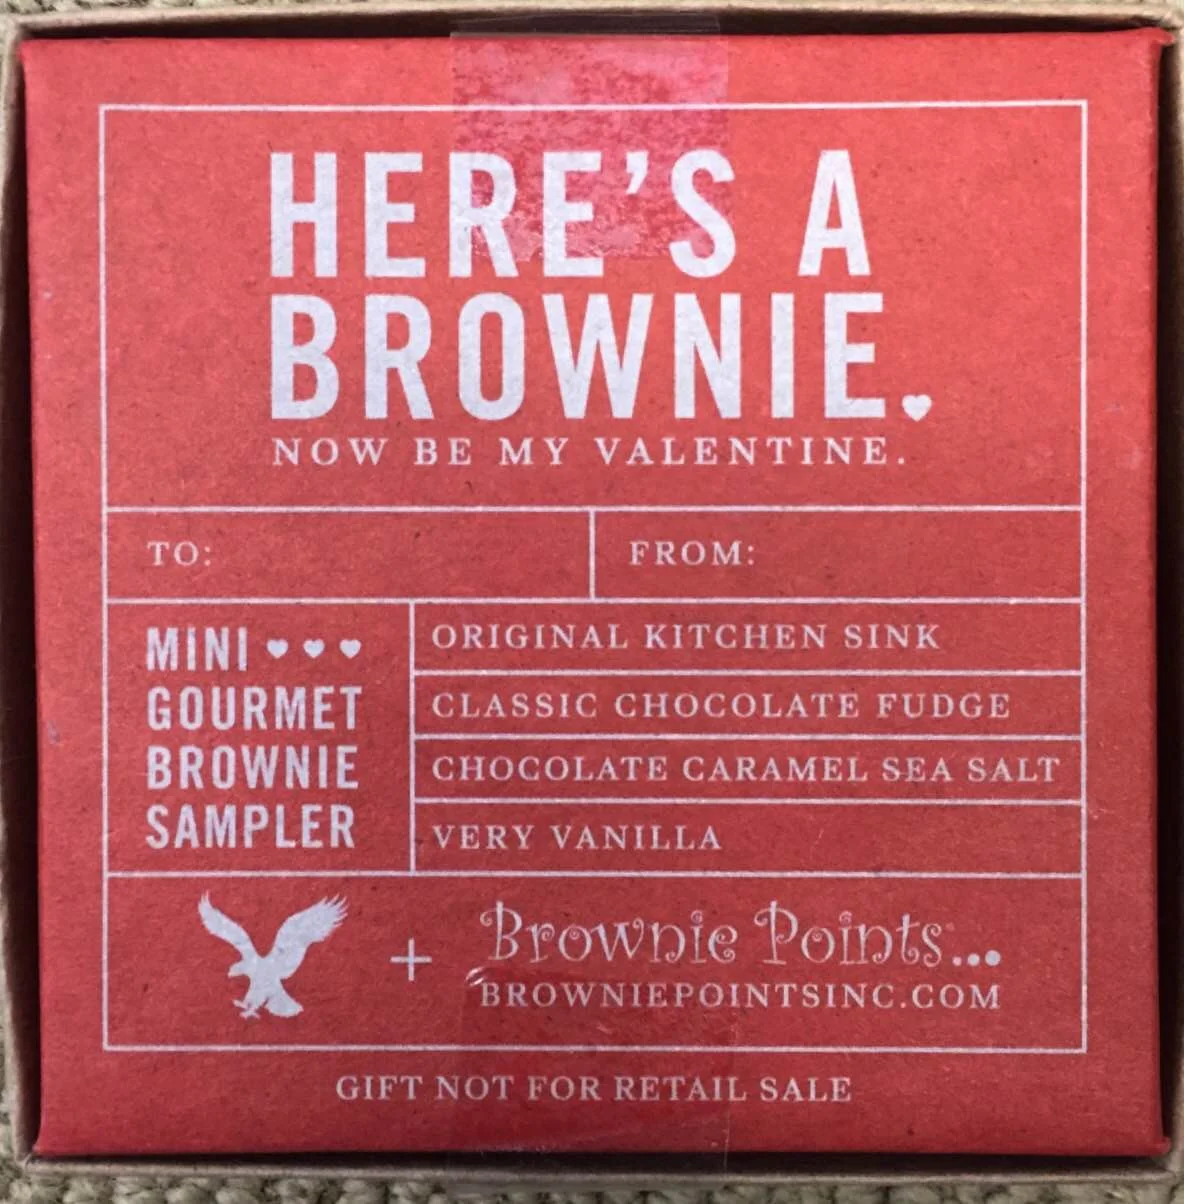 HERE'S A
BROWNIE.
NOW BE MY VALENTINE.
TO:
FROM:
MINI
GOURMET
BROWNIE
SAMPLER
ORIGINAL KITCHEN SINK
CLASSIC CHOCOLATE FUDGE
CHOCOLATE CARAMEL SEA SALT
VERY VANILLA
+ Brownie Points...
BROWNIEPOINTSINC.COM
GIFT NOT FOR RETAIL SALE